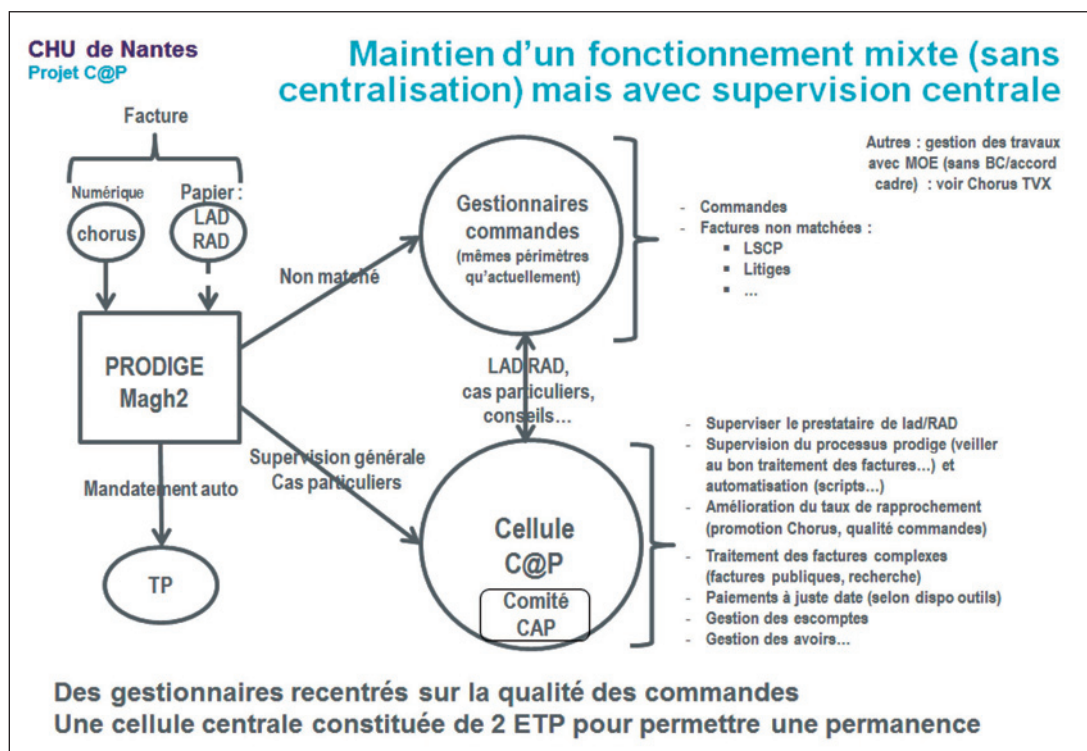 CHU de Nantes
Projet C@P
Maintien d'un fonctionnement mixte (sans
centralisation) mais avec supervision centrale
Facture
Numérique
chorus
Papier :
LAD
RAD
PRODIGE
Magh2
Mandatement auto
TP
Non matché
Supervision générale
Cas particuliers
Gestionnaires
commandes
(mêmes périmètres
qu'actuellement)
LAD/RAD,
cas particuliers,
conseils...
Cellule
C@P
Comité
CAP
Autres : gestion des travaux
avec MOE (sans BC/accord
cadre) : voir Chorus TVX
- Commandes
- Factures non matchées :
▪ LSCP
▪ Litiges
▪ ...
- Superviser le prestataire de lad/RAD
- Supervision du processus prodige (veiller
au bon traitement des factures...) et
automatisation (scripts...)
- Amélioration du taux de rapprochement
(promotion Chorus, qualité commandes)
- Traitement des factures complexes
(factures publiques, recherche)
- Paiements à juste date (selon dispo outils)
- Gestion des escomptes
- Gestion des avoirs...
Des gestionnaires recentrés sur la qualité des commandes
Une cellule centrale constituée de 2 ETP pour permettre une permanence